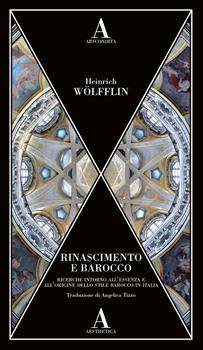 A
ABSCONDITA
Heinrich
WÖLFFLIN
RINASCIMENTO
E BAROCCO
RICERCHE INTORNO ALL'ESSENZA E
ALL'ORIGINE DELLO STILE BAROCCO IN ITALIA
Traduzione di Angelica Tizzo
A
AESTHETICA